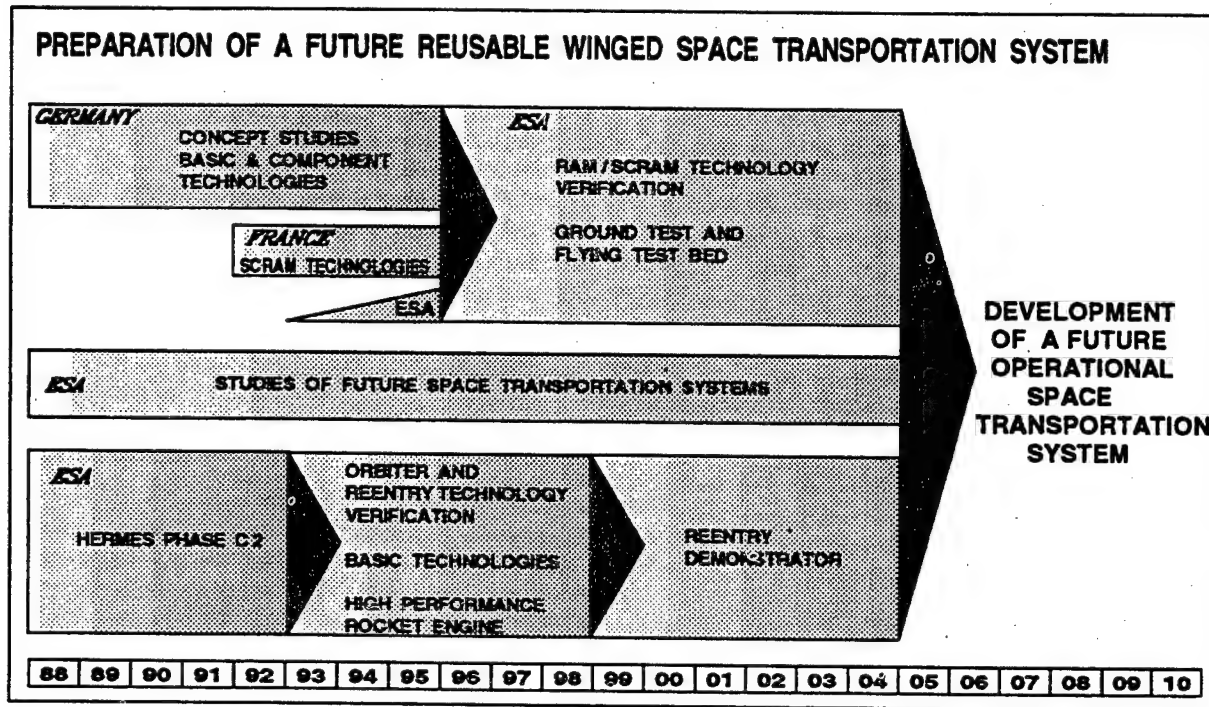 PREPARATION OF A FUTURE REUSABLE WINGED SPACE TRANSPORTATION SYSTEM
GERMANY
CONCEPT STUDIES
BASIC & COMPONENT
TECHNOLOGIES
FRANCE
SCRAM TECHNOLOGIES
ESA
ESA
RAM/SCRAM TECHNOLOGY
VERIFICATION
GROUND TEST AND
FLYING TEST BED
ESA
STUDIES OF FUTURE SPACE TRANSPORTATION SYSTEMS
ESA
HERMES PHASE C2
ORBITER AND
REENTRY TECHNOLOGY
VERIFICATION
BASIC TECHNOLOGIES
HIGH PERFORMANCE
ROCKET ENGINE
REENTRY
DEMONSTRATOR
DEVELOPMENT
OF A FUTURE
OPERATIONAL
SPACE
TRANSPORTATION
SYSTEM
88 89 90 91 92 93 94 95 96 97 98 99 00 01 02 03 04 05 06 07 08 09 10